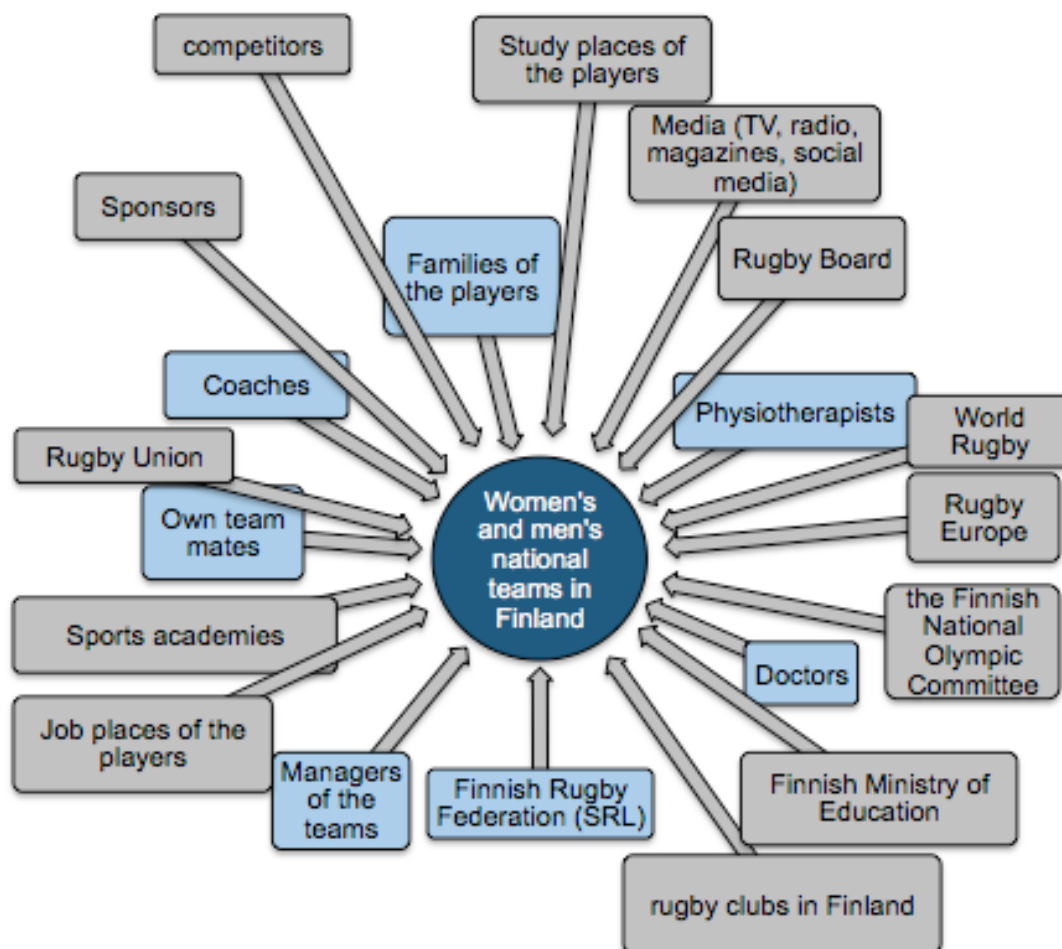 competitors
Study places of
the players
Media (TV, radio,
magazines, social
media)
Sponsors
Families of
the players
Rugby Board
Coaches
Physiotherapists
World
Rugby
Rugby Union
Own team
mates
Women's
and men's
national
teams in
Finland
Rugby
Europe
Sports academies
the Finnish
National
Olympic
Committee
Doctors
Job places of the
players
Managers
of the
teams
Finnish Rugby
Federation (SRL)
Finnish Ministry of
Education
rugby clubs in Finland